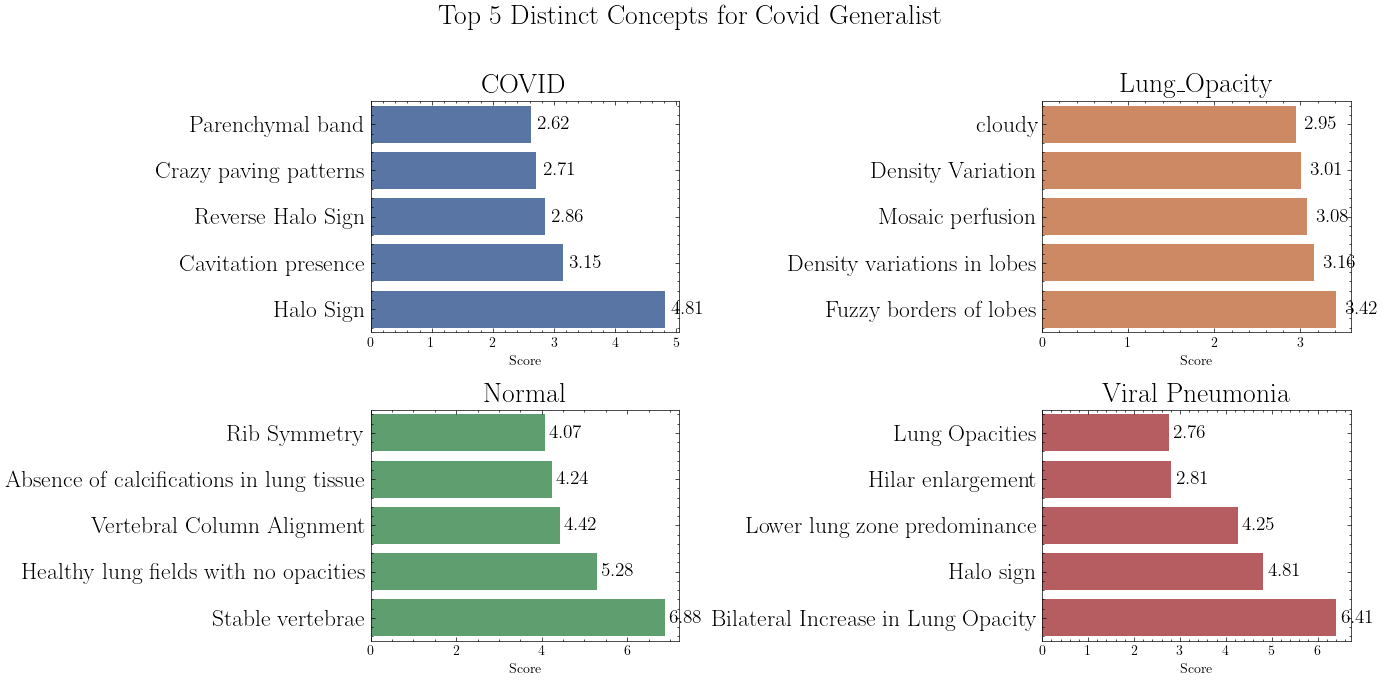 Top 5 Distinct Concepts for Covid Generalist
COVID
Parenchymal band 2.62
Crazy paving patterns 2.71
Reverse Halo Sign 2.86
Cavitation presence 3.15
Halo Sign 4.81
0 1 2 3 4 5
Score
Lung_Opacity
cloudy 2.95
Density Variation 3.01
Mosaic perfusion 3.08
Density variations in lobes 3.16
Fuzzy borders of lobes 3.42
0 1 2 3
Score
Normal
Rib Symmetry 4.07
Absence of calcifications in lung tissue 4.24
Vertebral Column Alignment 4.42
Healthy lung fields with no opacities 5.28
Stable vertebrae 6.88
0 2 4 6
Score
Viral Pneumonia
Lung Opacities 2.76
Hilar enlargement 2.81
Lower lung zone predominance 4.25
Halo sign 4.81
Bilateral Increase in Lung Opacity 6.41
0 1 2 3 4 5 6
Score